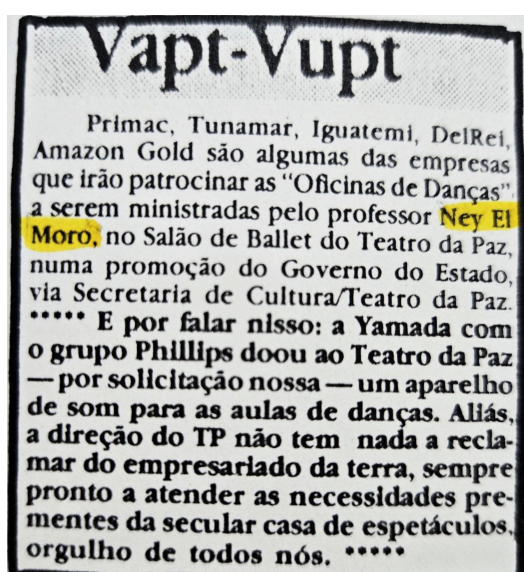 Vapt-Vupt
Primac, Tunamar, Iguatemi, DelRei,
Amazon Gold são algumas das empresas
que irão patrocinar as "Oficinas de Danças"
a serem ministradas pelo professor Ney El
Moro, no Salão de Ballet do Teatro da Paz,
numa promoção do Governo do Estado,
via Secretaria de Cultura/Teatro da Paz.
***** E por falar nisso: a Yamada com
o grupo Phillips doou ao Teatro da Paz
— por solicitação nossa — um aparelho
de som para as aulas de danças. Aliás,
a direção do TP não tem nada a recla-
mar do empresariado da terra, sempre
pronto a atender as necessidades pre-
mentes da secular casa de espetáculos,
orgulho de todos nós. *****